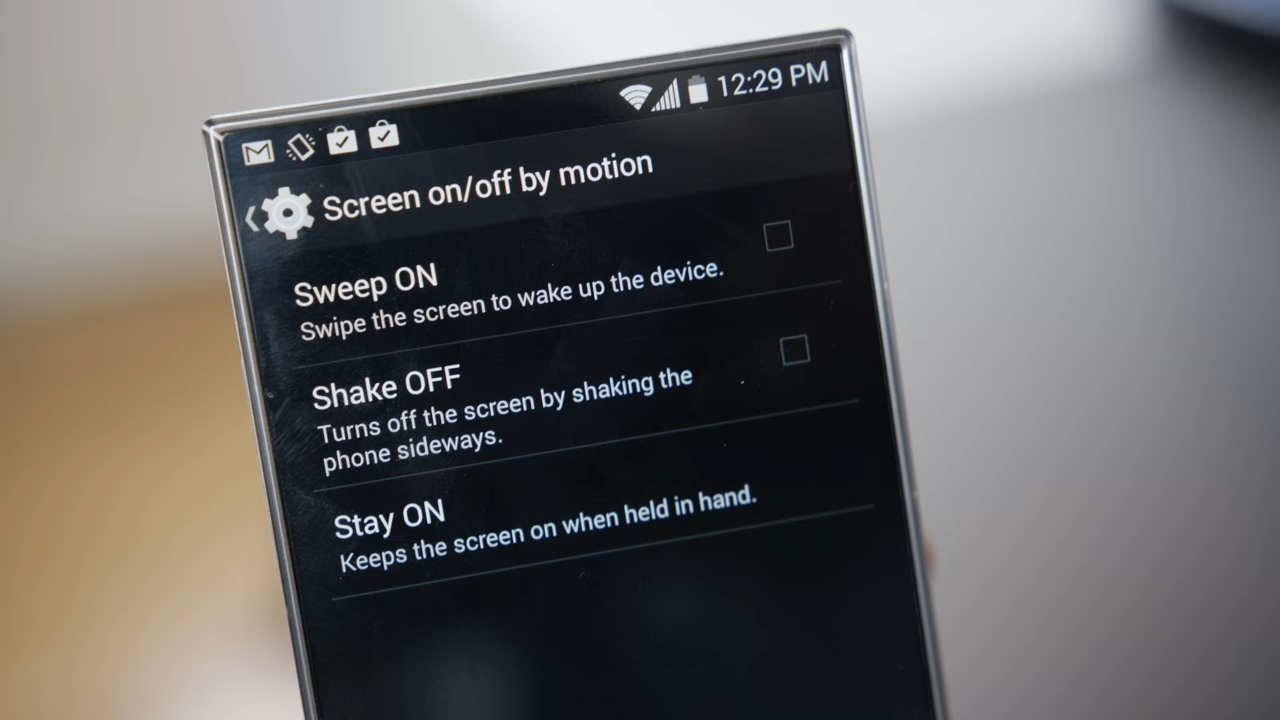 12:29 PM
Screen on/off by motion
Sweep ON
Swipe the screen to wake up the device.
Shake OFF
Turns off the screen by shaking the
phone sideways.
Stay ON
Keeps the screen on when held in hand.